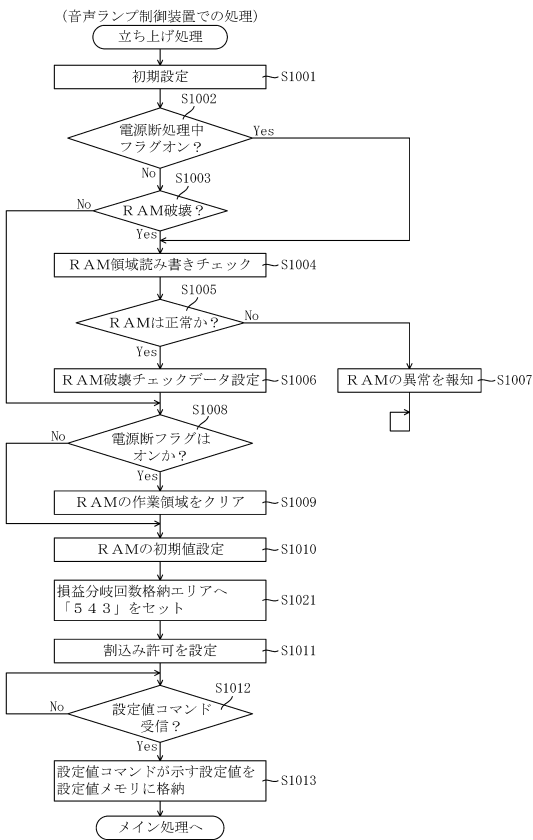 （音声ランプ制御装置での処理）
立ち上げ処理
初期設定
S1001
S1002
電源断処理中
フラグオン？
Yes
No
S1003
ＲＡＭ破壊？
No
Yes
ＲＡＭ領域読み書きチェック
S1004
S1005
ＲＡＭは正常か？
No
Yes
ＲＡＭ破壊チェックデータ設定
S1006
ＲＡＭの異常を報知
S1007
S1008
電源断フラグは
オンか？
No
Yes
ＲＡＭの作業領域をクリア
S1009
ＲＡＭの初期値設定
S1010
損益分岐回数格納エリアへ
「５４３」をセット
S1021
割込み許可を設定
S1011
S1012
設定値コマンド
受信？
No
Yes
設定値コマンドが示す設定値を
設定値メモリに格納
S1013
メイン処理へ